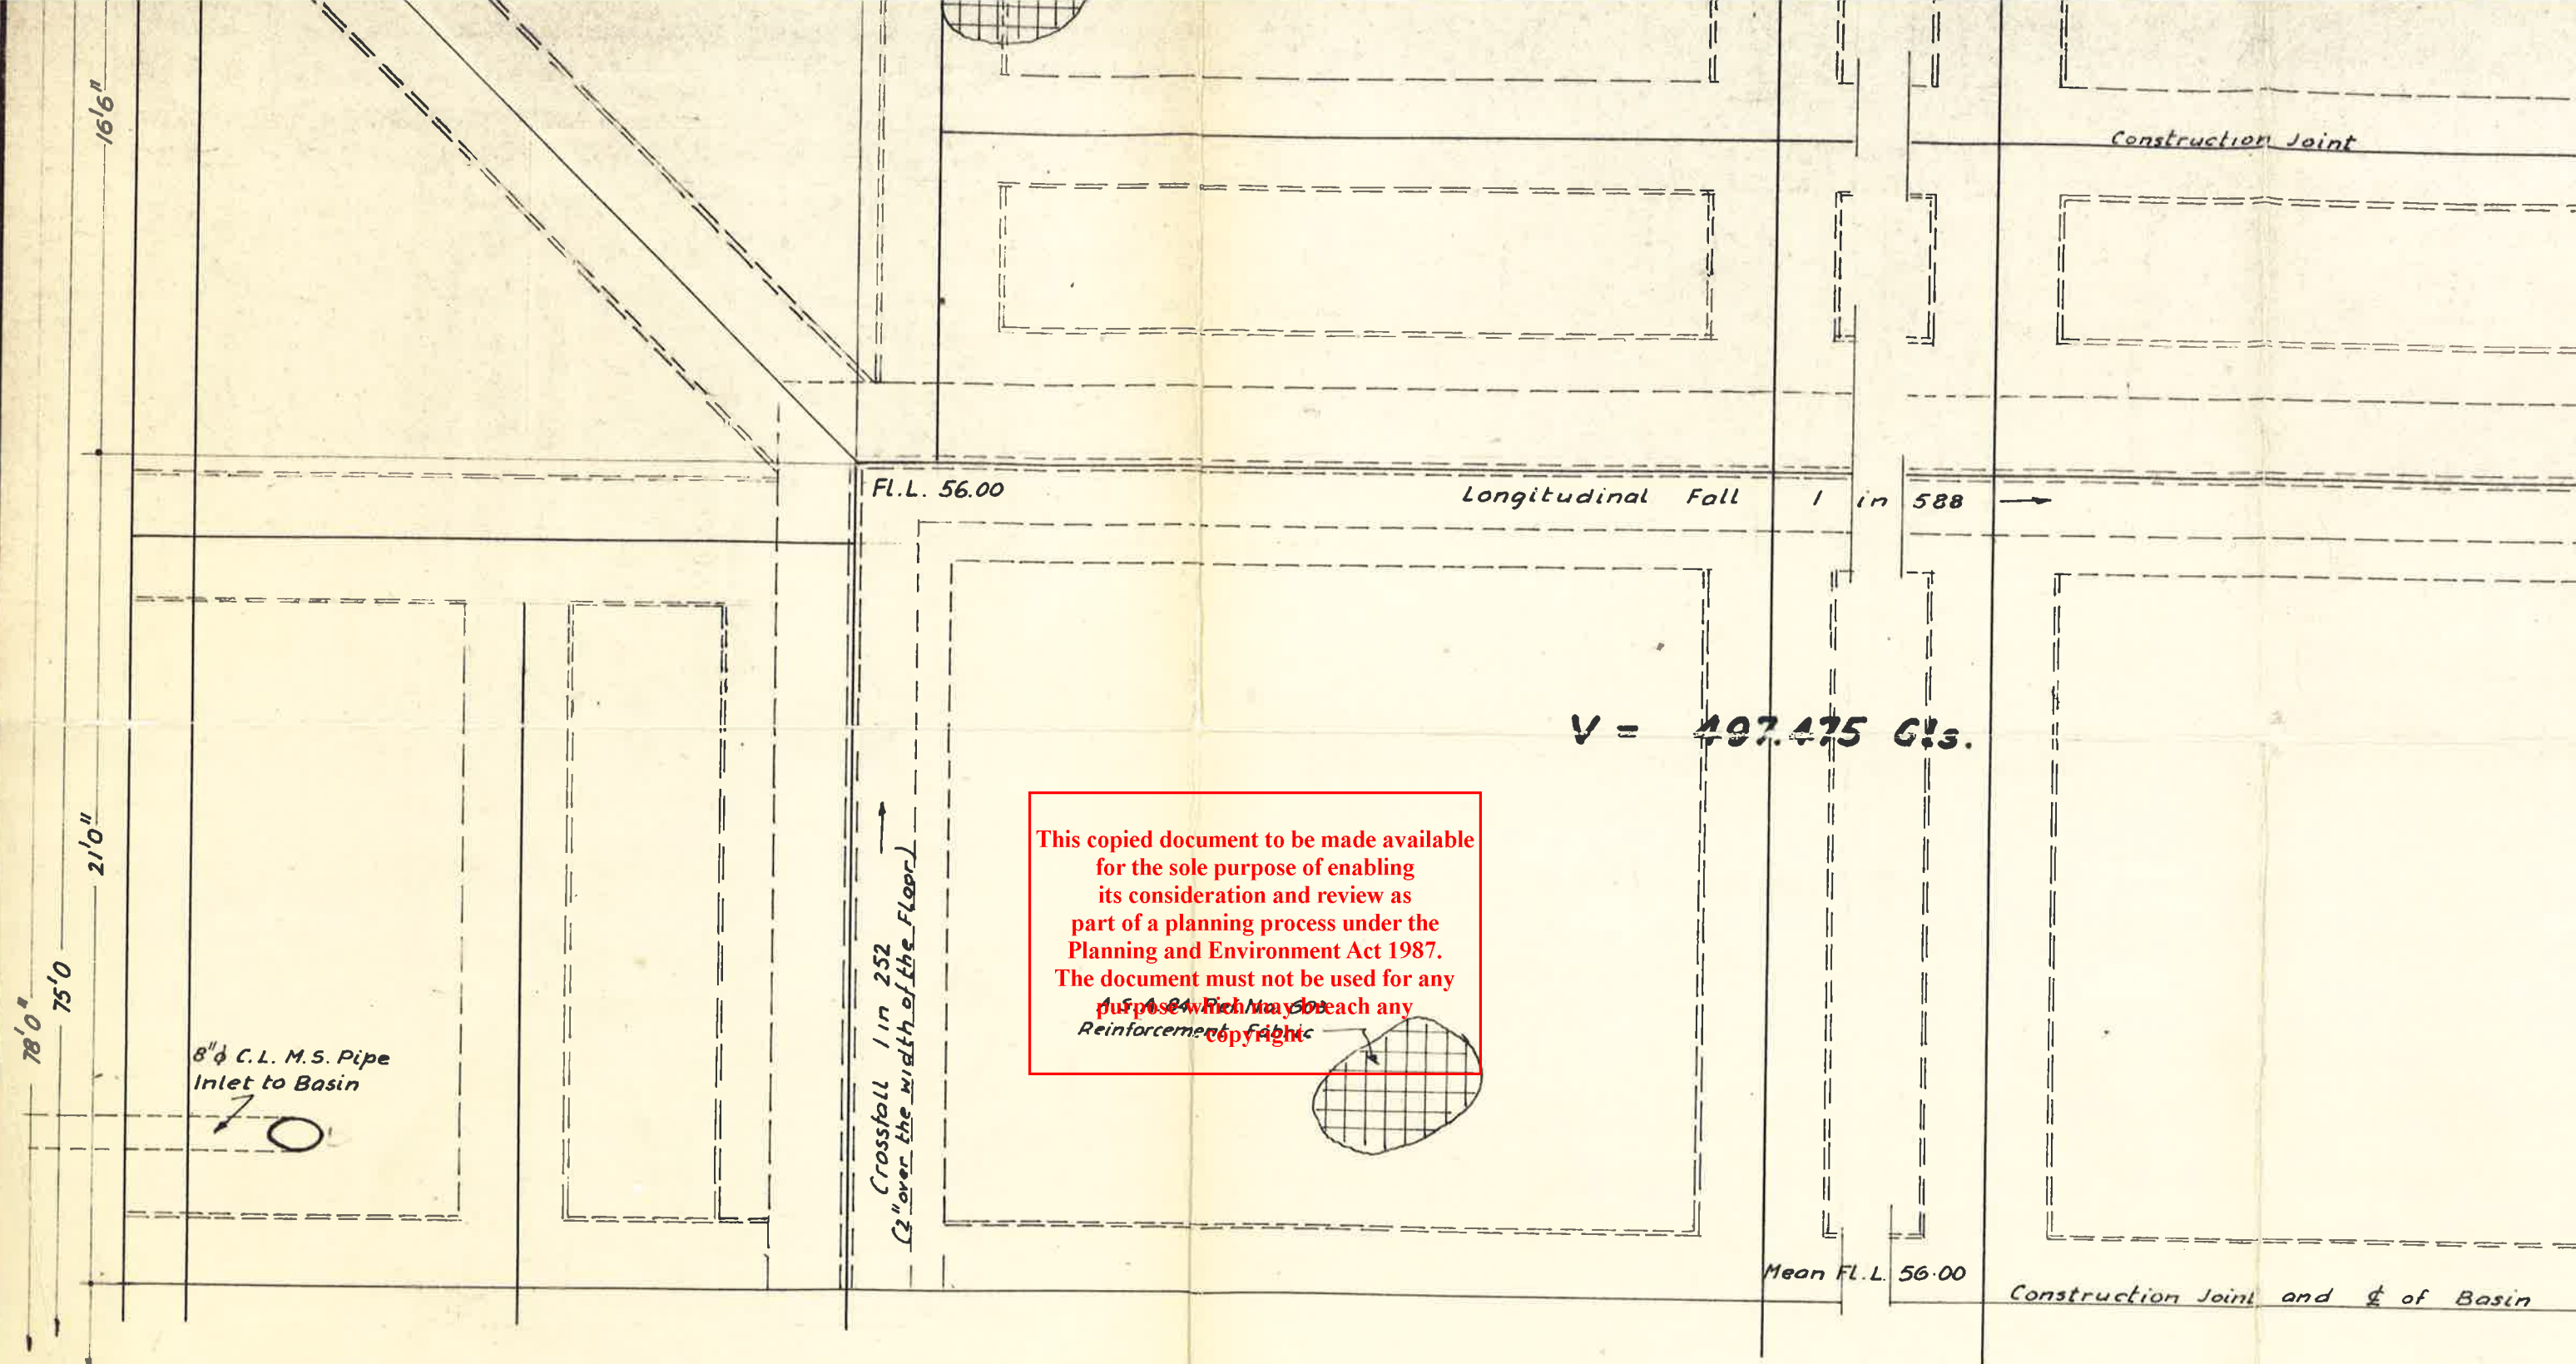 16'6"
Construction Joint
Fl.L. 56.00
Longitudinal Fall 1 in 588
V = 497.475 Gls.
21'0"
75'0
78'0"
8"ϕ C.L. M.S. Pipe
Inlet to Basin
Crossfall 1 in 252
(2" over the width of the Floor)
This copied document to be made available
for the sole purpose of enabling
its consideration and review as
part of a planning process under the
Planning and Environment Act 1987.
The document must not be used for any
purpose which may breach any
copyright
A.S.A. 84 No. 503
Reinforcement Fabric
Mean Fl.L. 56.00
Construction Joint and ℄ of Basin